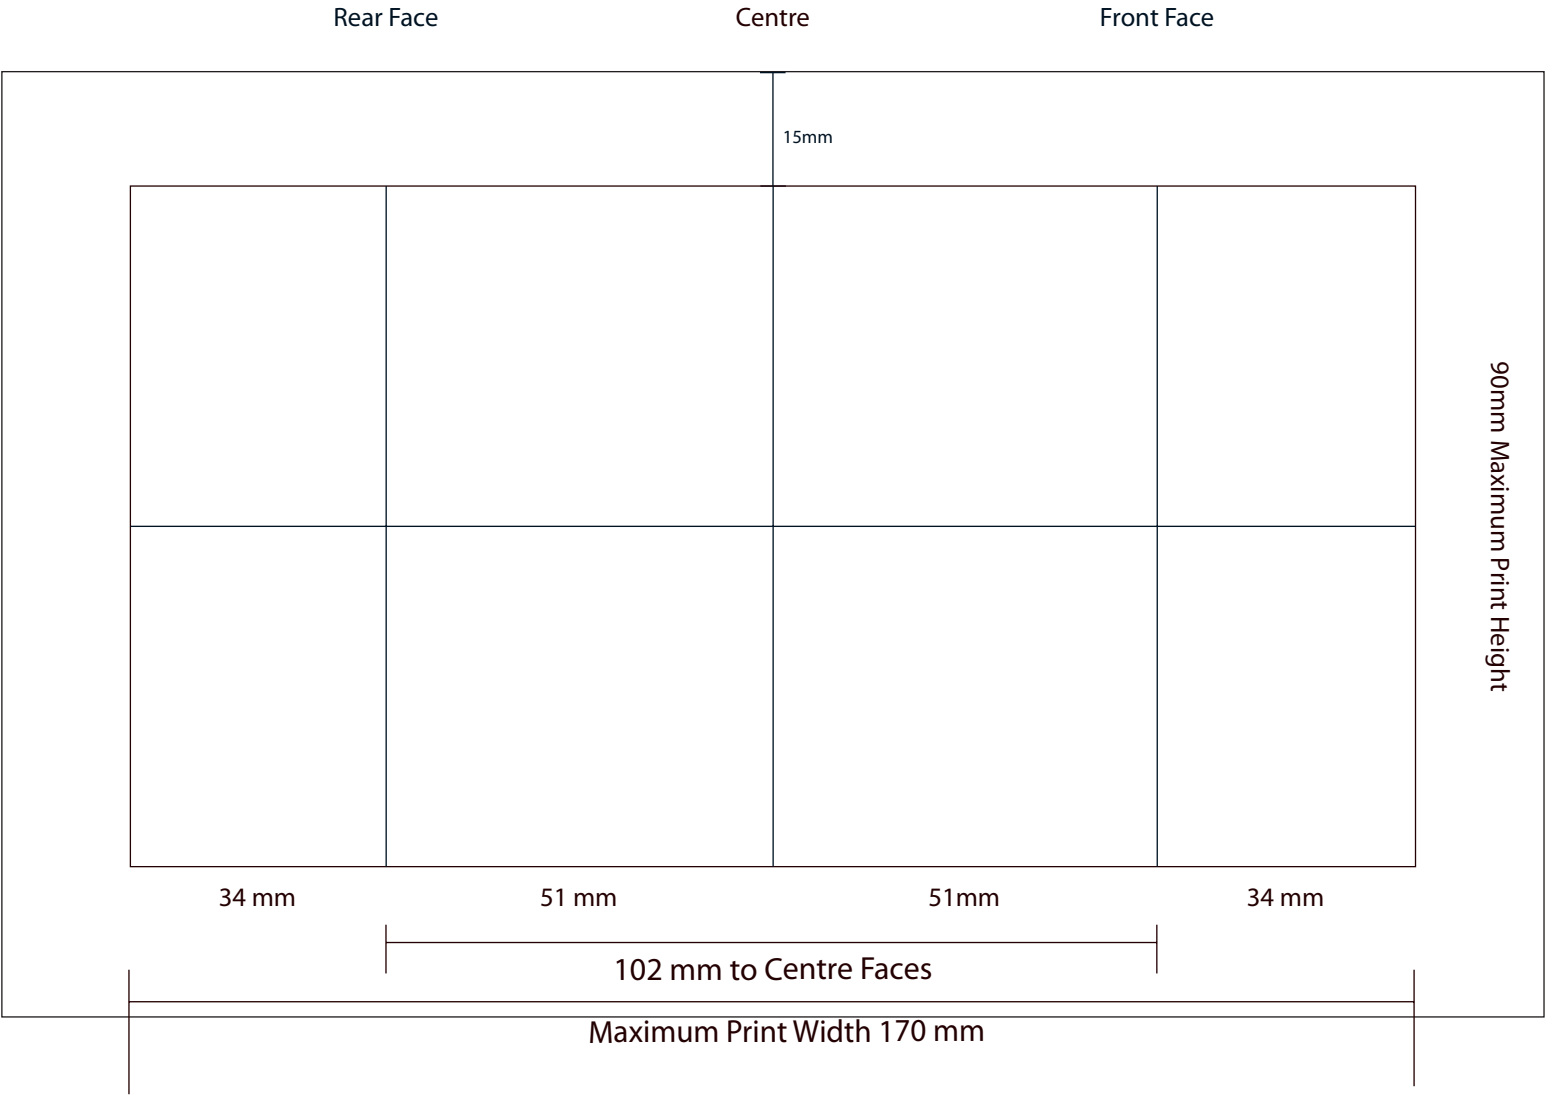 Rear Face
Centre
Front Face
15mm
90mm Maximum Print Height
34 mm
51 mm
51mm
34 mm
102 mm to Centre Faces
Maximum Print Width 170 mm